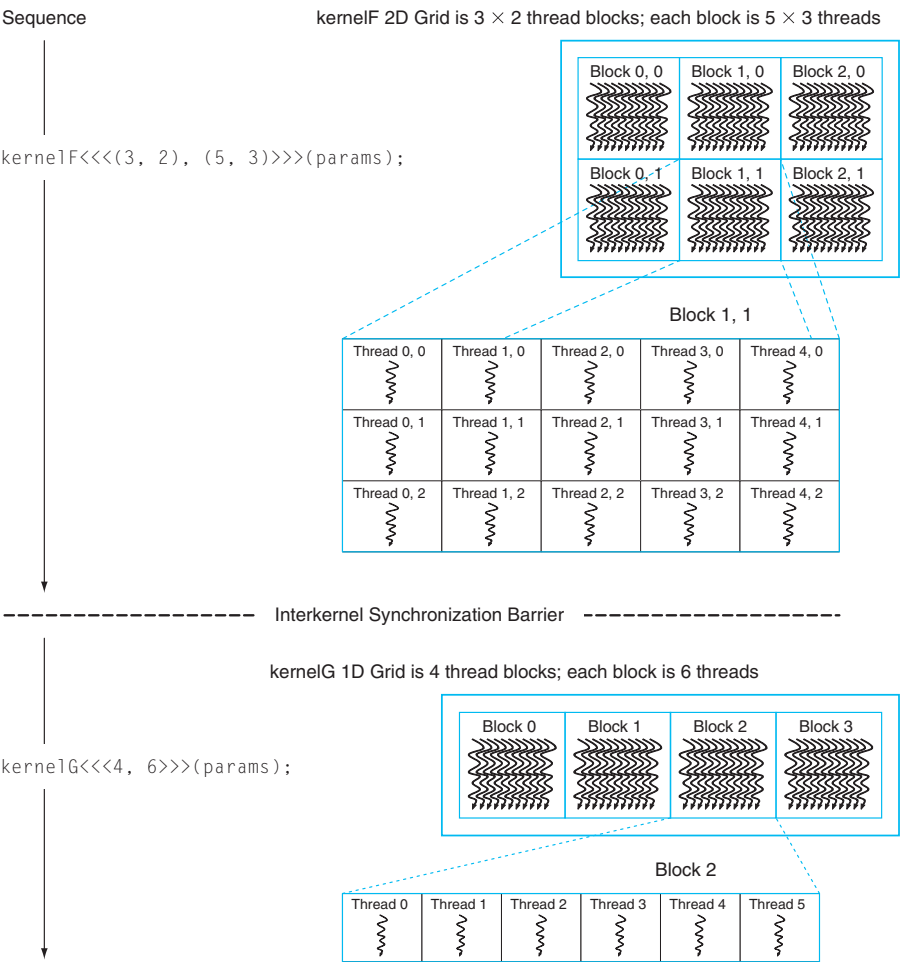 Sequence
kernelF 2D Grid is 3 × 2 thread blocks; each block is 5 × 3 threads
Block 0, 0 Block 1, 0 Block 2, 0
kernelF<<<(3, 2), (5, 3)>>>(params);
Block 0, 1 Block 1, 1 Block 2, 1
Block 1, 1
Thread 0, 0 Thread 1, 0 Thread 2, 0 Thread 3, 0 Thread 4, 0
Thread 0, 1 Thread 1, 1 Thread 2, 1 Thread 3, 1 Thread 4, 1
Thread 0, 2 Thread 1, 2 Thread 2, 2 Thread 3, 2 Thread 4, 2
Interkernel Synchronization Barrier
kernelG 1D Grid is 4 thread blocks; each block is 6 threads
Block 0 Block 1 Block 2 Block 3
kernelG<<<4, 6>>>(params);
Block 2
Thread 0 Thread 1 Thread 2 Thread 3 Thread 4 Thread 5